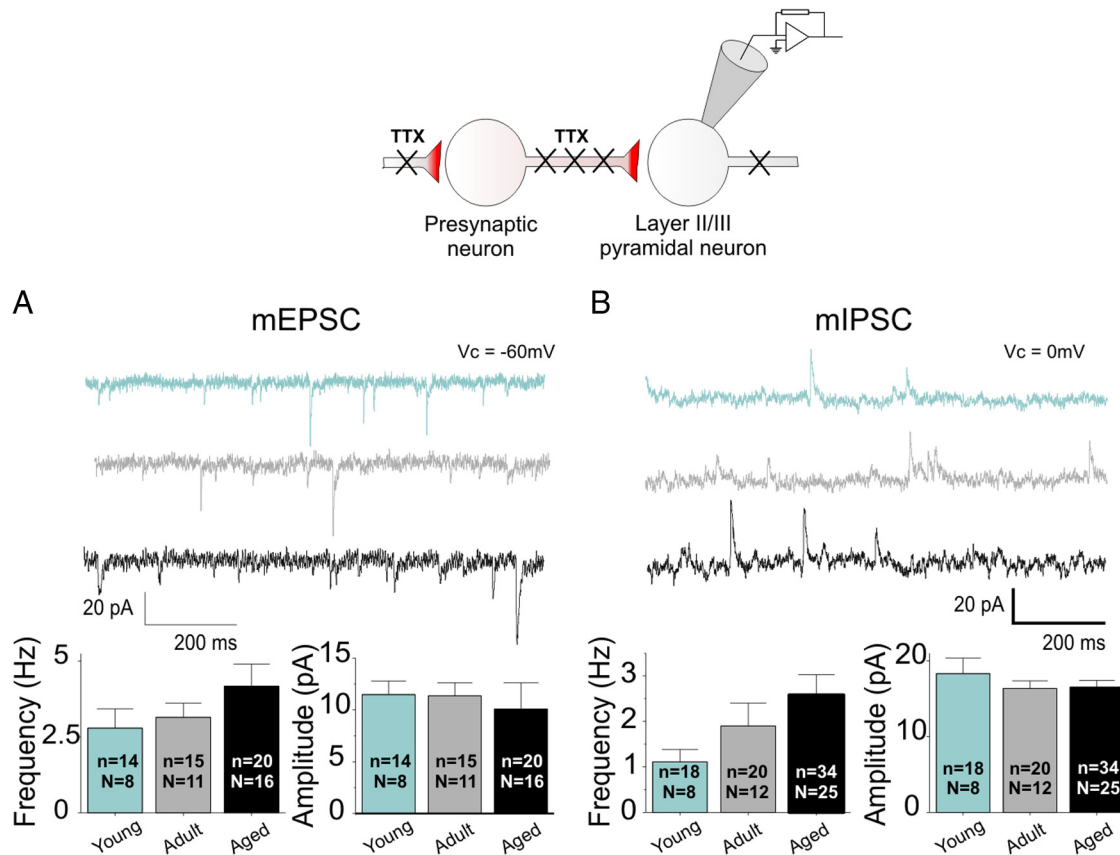 TTX
TTX
Presynaptic
neuron
Layer II/III
pyramidal neuron
A
mEPSC
Vc = -60mV
20 pA
200 ms
Frequency (Hz)
5
2.5
0
n=14
N=8
n=15
N=11
n=20
N=16
Young
Adult
Aged
Amplitude (pA)
15
10
5
0
n=14
N=8
n=15
N=11
n=20
N=16
Young
Adult
Aged
B
mIPSC
Vc = 0mV
20 pA
200 ms
Frequency (Hz)
3
2
1
0
n=18
N=8
n=20
N=12
n=34
N=25
Young
Adult
Aged
Amplitude (pA)
20
10
0
n=18
N=8
n=20
N=12
n=34
N=25
Young
Adult
Aged